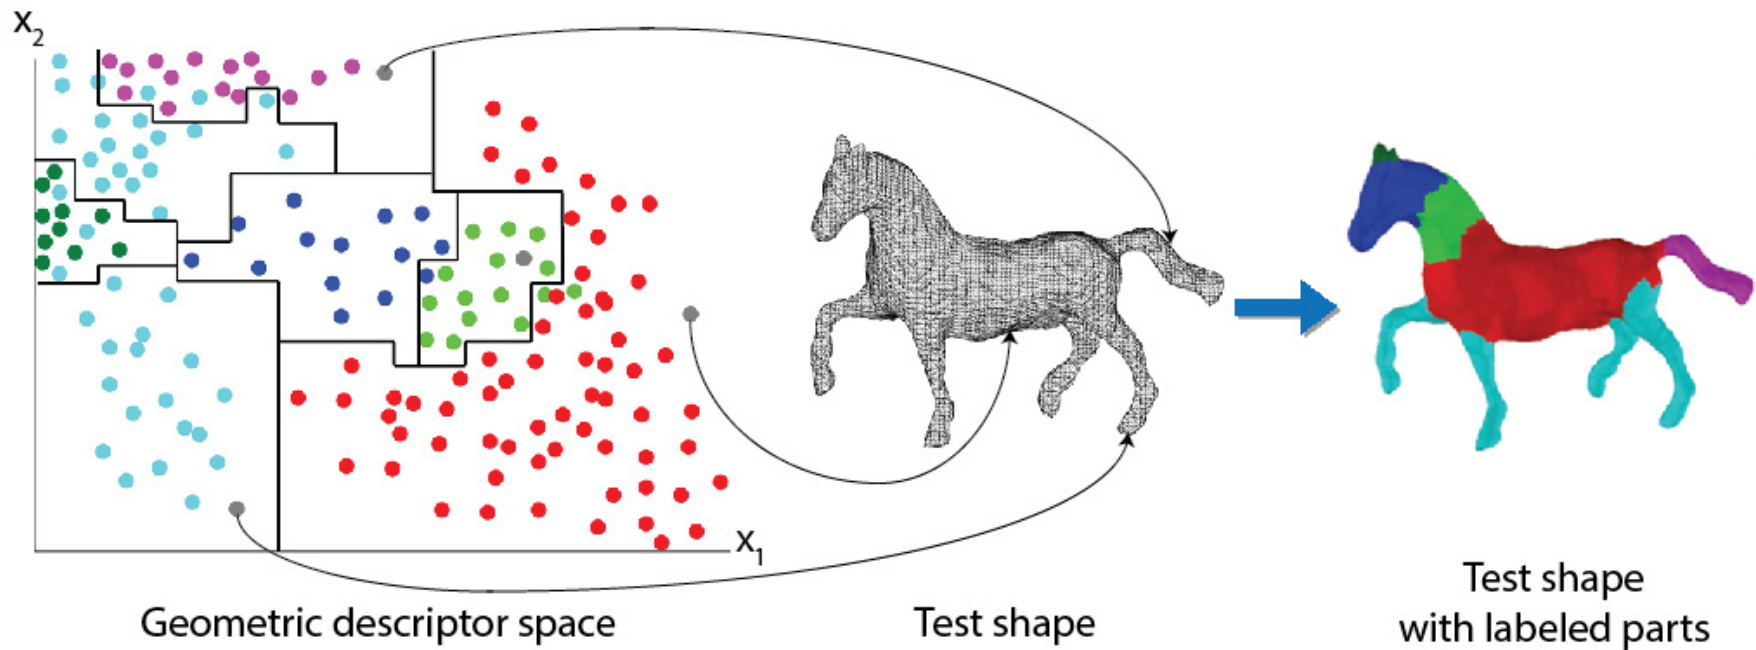 x2
x1
Geometric descriptor space
Test shape
Test shape
with labeled parts